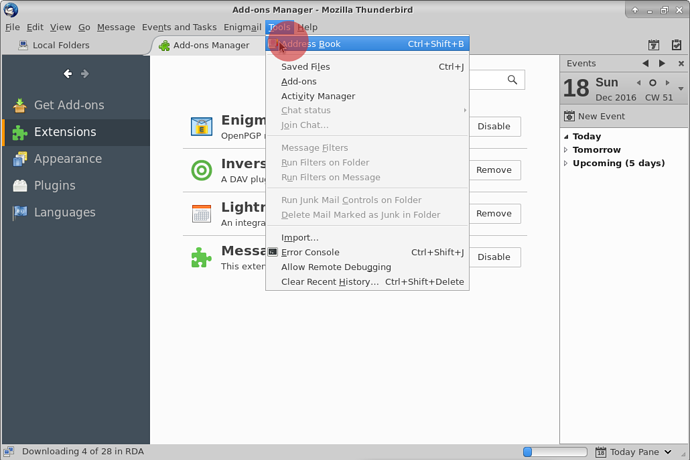 Add-ons Manager - Mozilla Thunderbird
File Edit View Go Message Events and Tasks Enigmail Tools Help
Local Folders
Add-ons Manager
Address Book Ctrl+Shift+B
Saved Files Ctrl+J
Add-ons
Activity Manager
Chat status
Join Chat...
Message Filters
Run Filters on Folder
Run Filters on Message
Run Junk Mail Controls on Folder
Delete Mail Marked as Junk in Folder
Import...
Error Console Ctrl+Shift+J
Allow Remote Debugging
Clear Recent History... Ctrl+Shift+Delete
Get Add-ons
Extensions
Appearance
Plugins
Languages
Enigm
OpenPGP
Disable
Invers
A DAV plu
Remove
Lightn
An integra
Remove
Messa
This exten
Disable
Events
18 Sun
Dec 2016 CW 51
New Event
Today
Tomorrow
Upcoming (5 days)
Downloading 4 of 28 in RDA
Today Pane